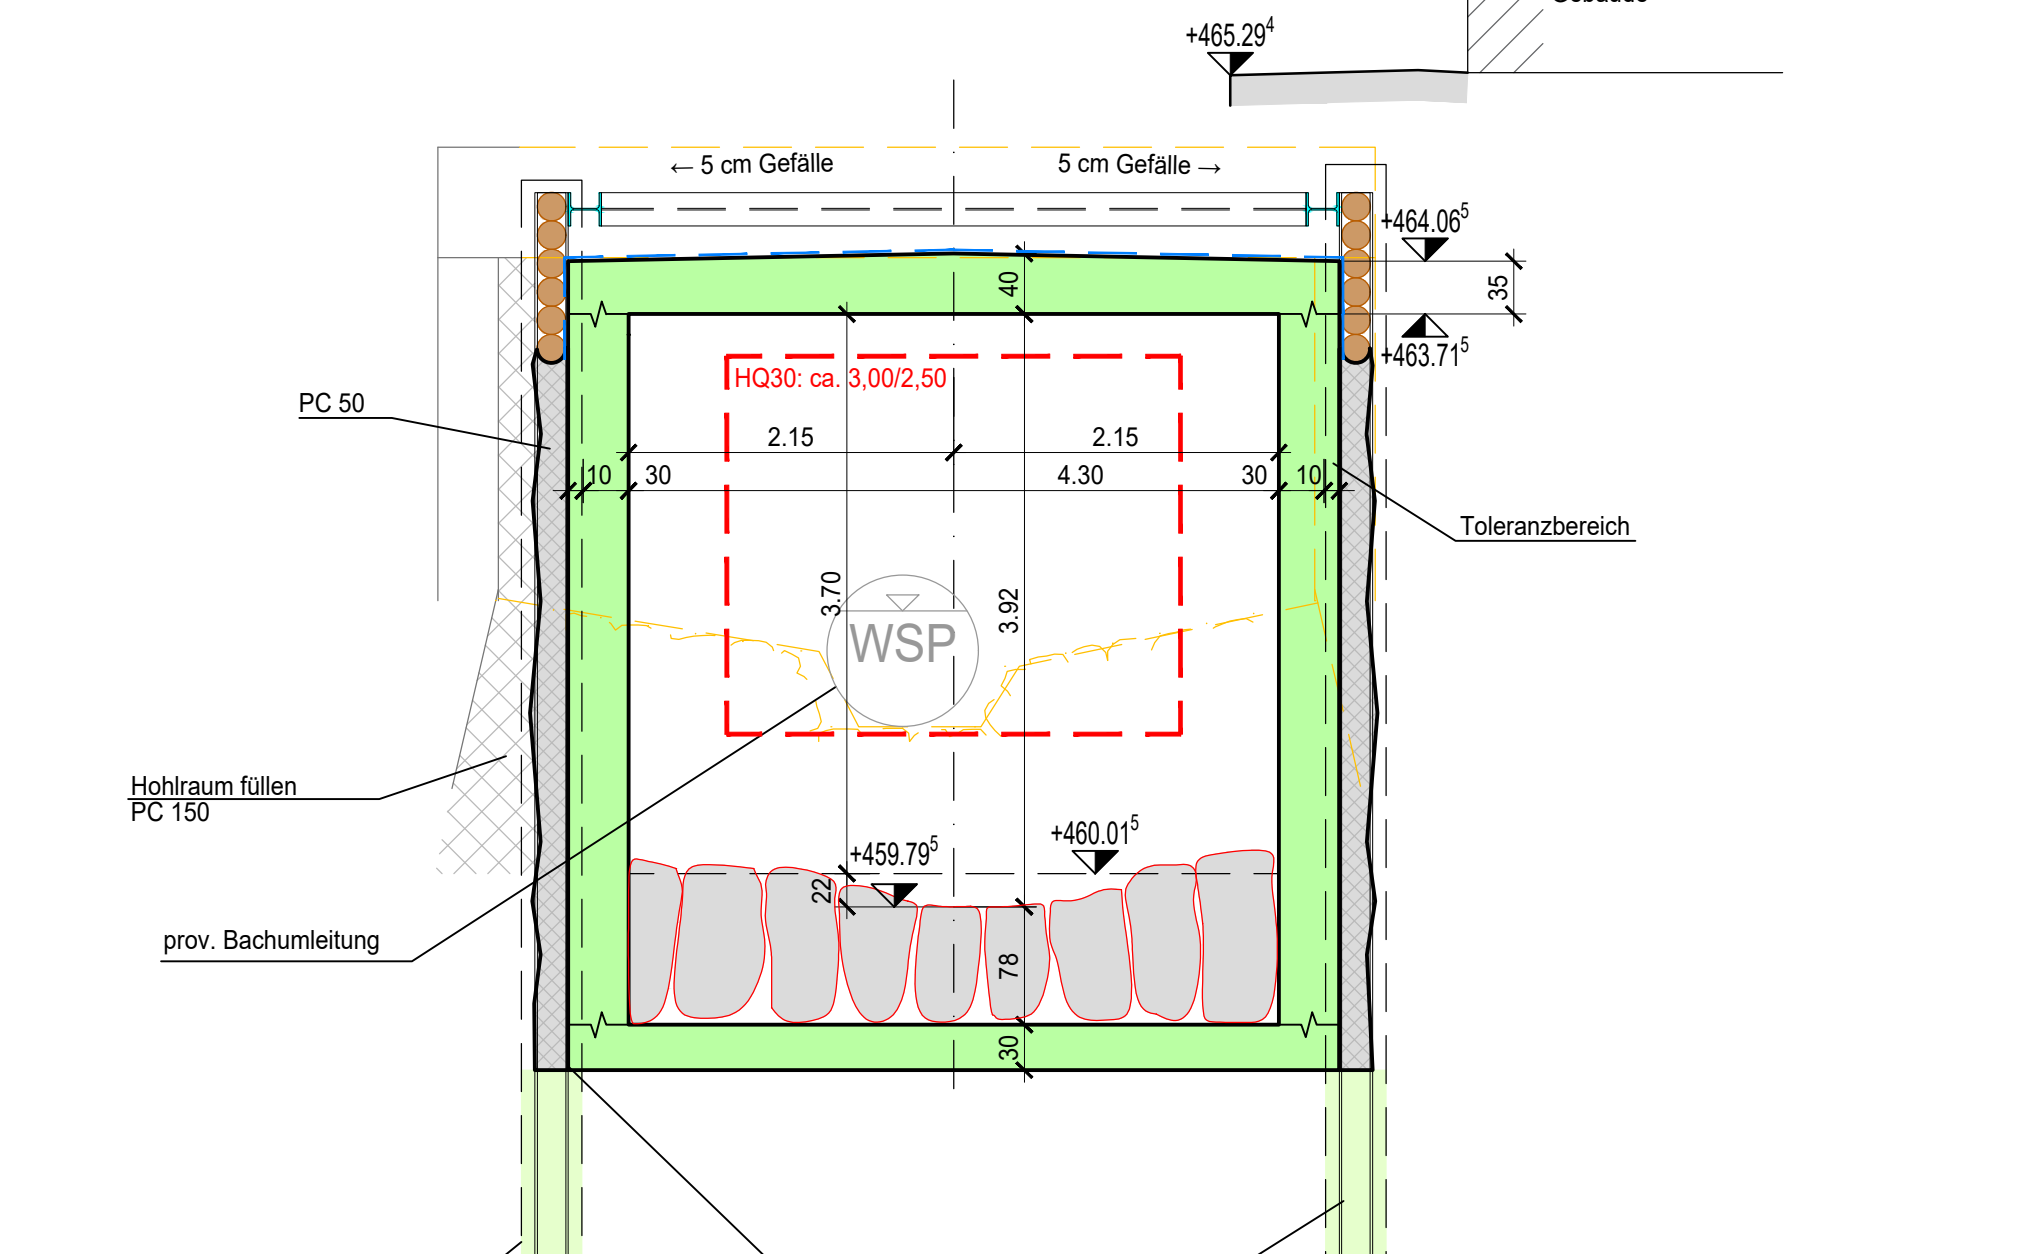 +465.29⁴
← 5 cm Gefälle
5 cm Gefälle →
+464.06⁵
40
35
+463.71⁵
HQ30: ca. 3,00/2,50
PC 50
2.15
2.15
10
30
4.30
30
10
Toleranzbereich
3.70
3.92
WSP
Hohlraum füllen
PC 150
+460.01⁵
+459.79⁵
22
prov. Bachumleitung
78
30